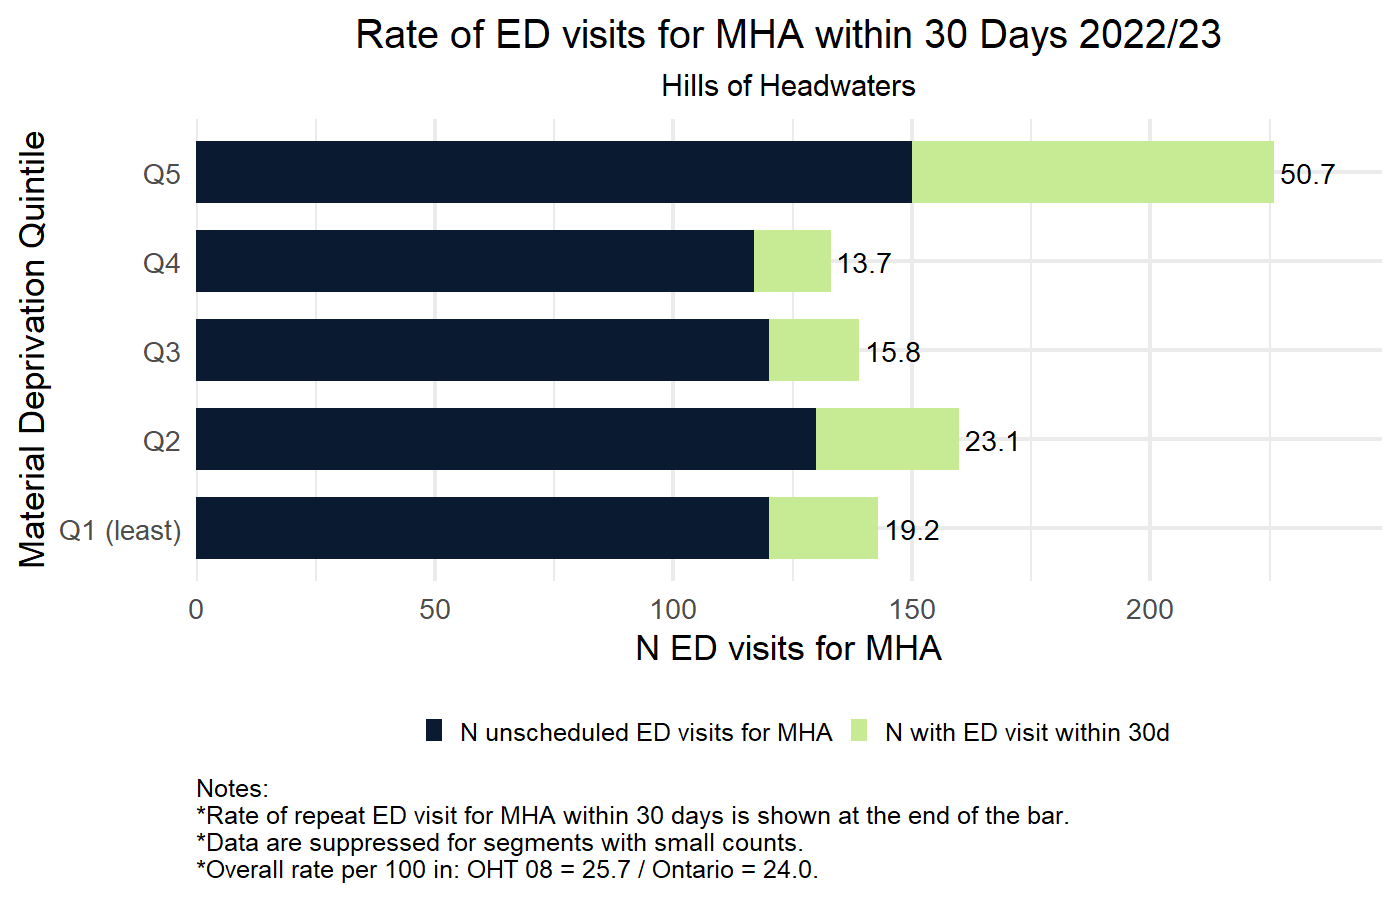 Rate of ED visits for MHA within 30 Days 2022/23
Hills of Headwaters
Material Deprivation Quintile
Q5
50.7
Q4
13.7
Q3
15.8
Q2
23.1
Q1 (least)
19.2
0
50
100
150
200
N ED visits for MHA
N unscheduled ED visits for MHA
N with ED visit within 30d
Notes:
*Rate of repeat ED visit for MHA within 30 days is shown at the end of the bar.
*Data are suppressed for segments with small counts.
*Overall rate per 100 in: OHT 08 = 25.7 / Ontario = 24.0.